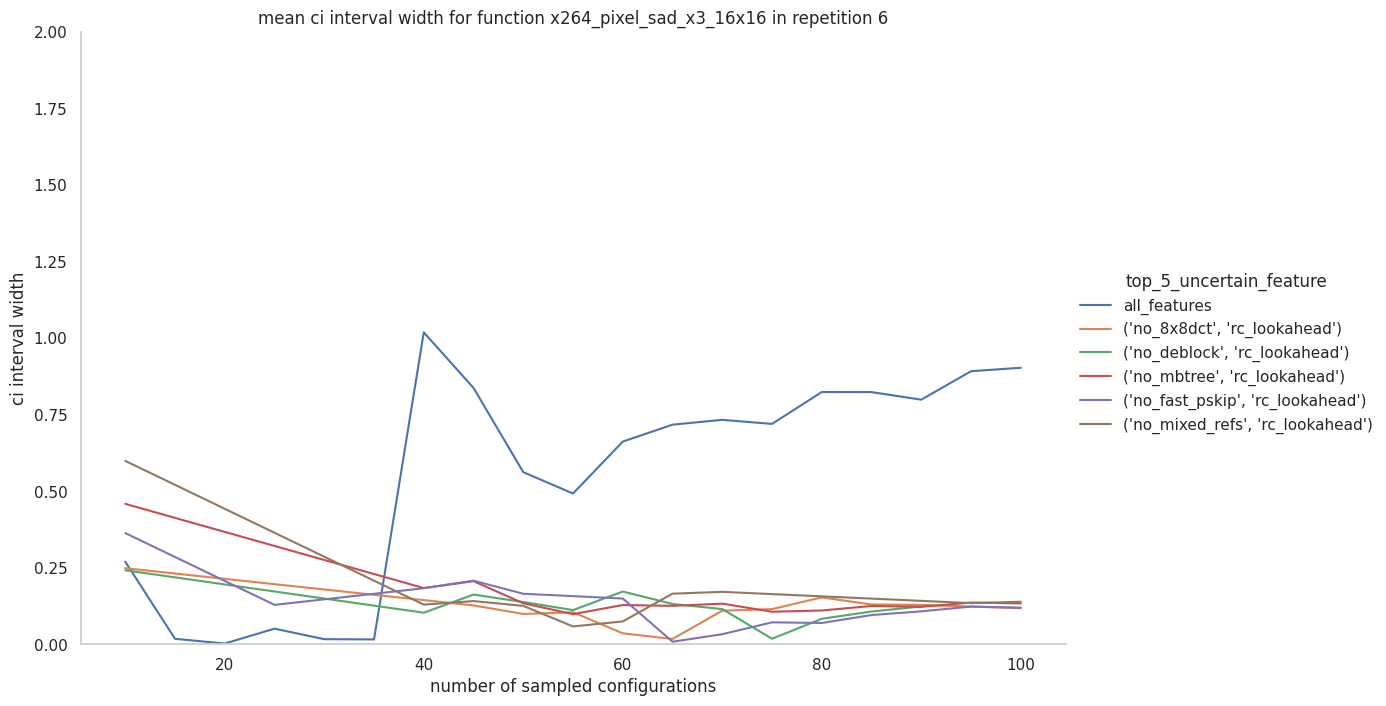 mean ci interval width for function x264_pixel_sad_x3_16x16 in repetition 6
2.00
1.75
1.50
1.25
1.00
0.75
0.50
0.25
0.00
ci interval width
20
40
60
80
100
number of sampled configurations
top_5_uncertain_feature
all_features
('no_8x8dct', 'rc_lookahead')
('no_deblock', 'rc_lookahead')
('no_mbtree', 'rc_lookahead')
('no_fast_pskip', 'rc_lookahead')
('no_mixed_refs', 'rc_lookahead')